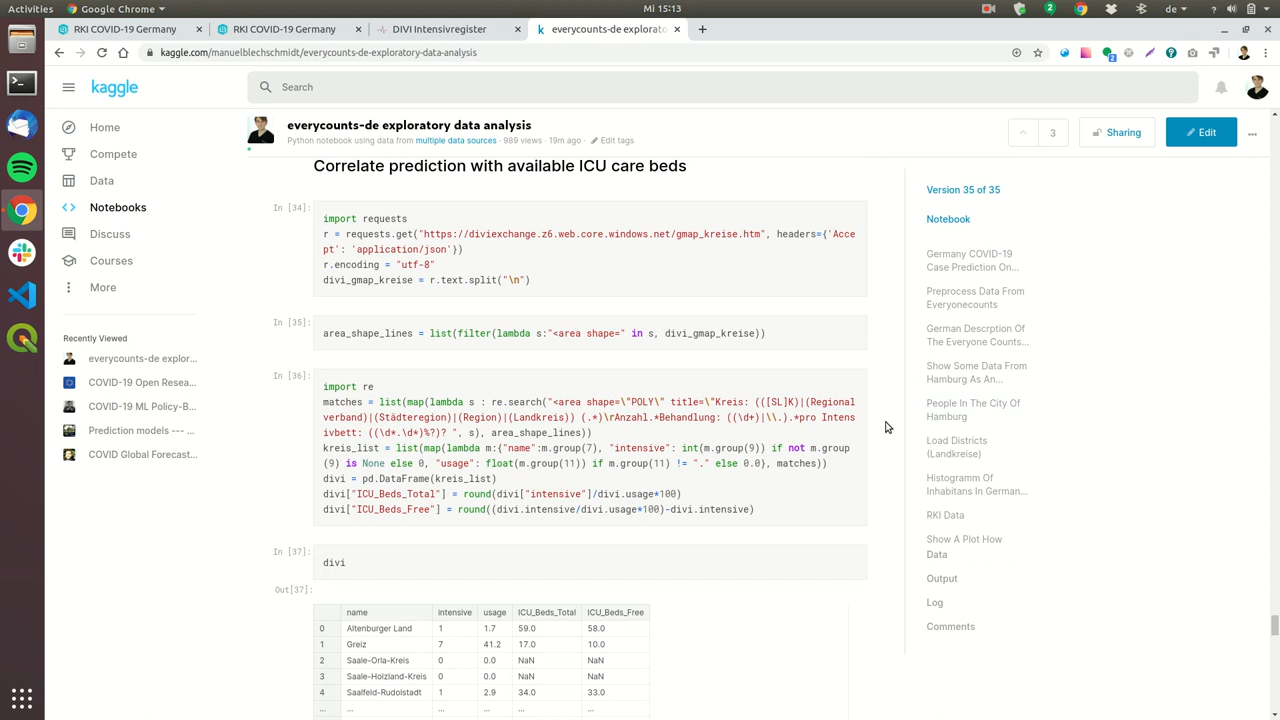 Activities
Google Chrome
Mi 15:13
RKI COVID-19 Germany
RKI COVID-19 Germany
DIVI Intensivregister
everycounts-de explorato
kaggle.com/manuelblechschmidt/everycounts-de-exploratory-data-analysis
kaggle
Search
Home
Compete
Data
Notebooks
Discuss
Courses
More
Recently Viewed
everycounts-de explor...
COVID-19 Open Resea...
COVID-19 ML Policy-B...
Prediction models --- ...
COVID Global Forecast...
everycounts-de exploratory data analysis
Python notebook using data from multiple data sources · 989 views · 19m ago · Edit tags
3
Sharing
Edit
Correlate prediction with available ICU care beds
In [34]:
import requests
r = requests.get("https://diviexchange.z6.web.core.windows.net/gmap_kreise.htm", headers={'Acce
pt': 'application/json'})
r.encoding = "utf-8"
divi_gmap_kreise = r.text.split("\n")
In [35]:
area_shape_lines = list(filter(lambda s:"<area shape=" in s, divi_gmap_kreise))
In [36]:
import re
matches = list(map(lambda s : re.search("<area shape=\"POLY\" title=\"Kreis: (([SL]K)|(Regional
verband)|(Städteregion)|(Region)|(Landkreis)) (.*)\rAnzahl.*Behandlung: ((\d+)|\\.).*pro Intens
ivbett: ((\d*.\d*)%?)? ", s), area_shape_lines))
kreis_list = list(map(lambda m:{"name":m.group(7), "intensive": int(m.group(9)) if not m.group
(9) is None else 0, "usage": float(m.group(11)) if m.group(11) != "." else 0.0}, matches))
divi = pd.DataFrame(kreis_list)
divi["ICU_Beds_Total"] = round(divi["intensive"]/divi.usage*100)
divi["ICU_Beds_Free"] = round((divi.intensive/divi.usage*100)-divi.intensive)
In [37]:
divi
Out[37]:
name intensive usage ICU_Beds_Total ICU_Beds_Free
0 Altenburger Land 1 1.7 59.0 58.0
1 Greiz 7 41.2 17.0 10.0
2 Saale-Orla-Kreis 0 0.0 NaN NaN
3 Saale-Holzland-Kreis 0 0.0 NaN NaN
4 Saalfeld-Rudolstadt 1 2.9 34.0 33.0
... ... ... ... ... ...
Version 35 of 35
Notebook
Germany COVID-19
Case Prediction On...
Preprocess Data From
Everyonecounts
German Descrption Of
The Everyone Counts...
Show Some Data From
Hamburg As An...
People In The City Of
Hamburg
Load Districts
(Landkreise)
Histogramm Of
Inhabitants In German...
RKI Data
Show A Plot How
Data
Output
Log
Comments